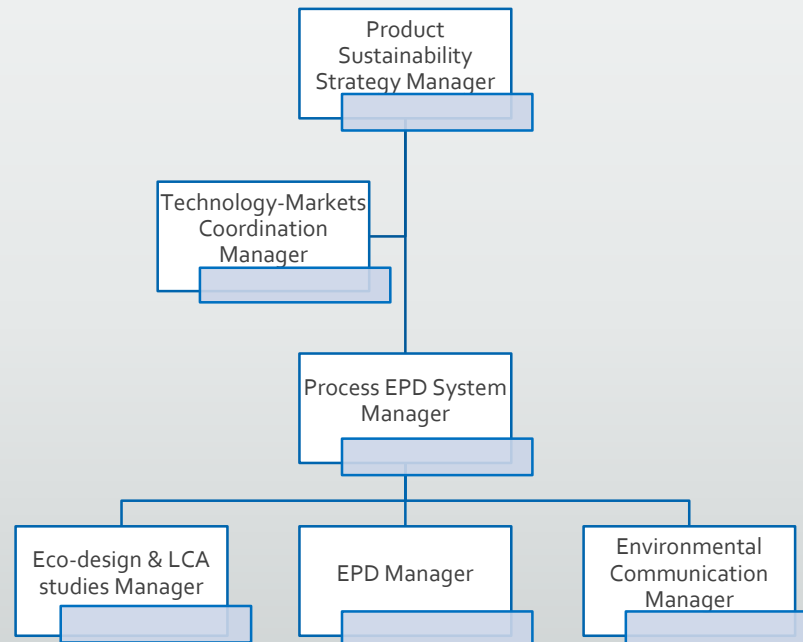 Product
Sustainability
Strategy Manager
Technology-Markets
Coordination
Manager
Process EPD System
Manager
Eco-design & LCA
studies Manager
EPD Manager
Environmental
Communication
Manager